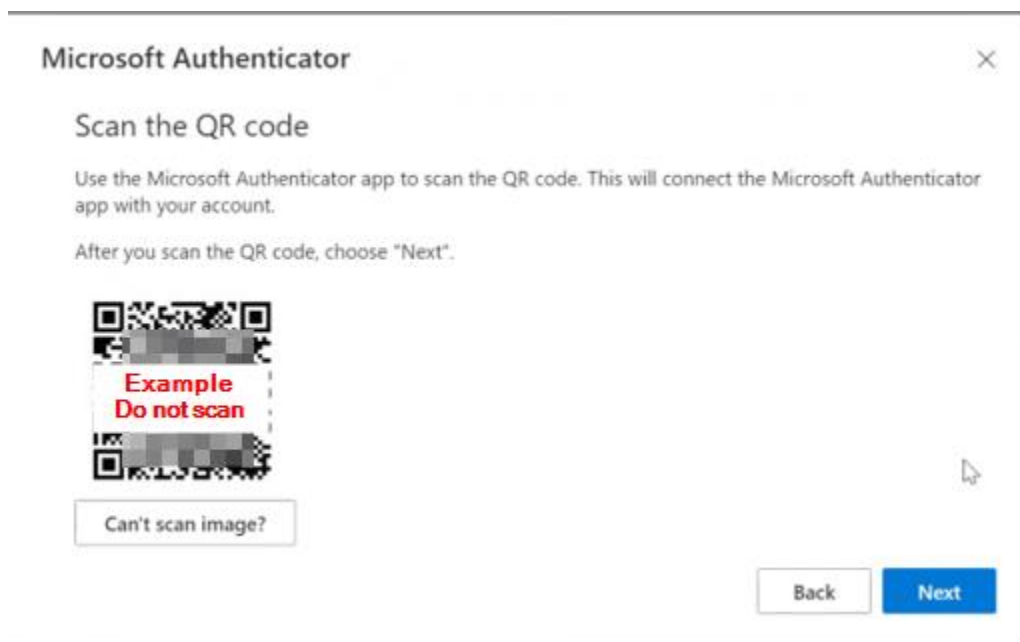 Microsoft Authenticator
Scan the QR code
Use the Microsoft Authenticator app to scan the QR code. This will connect the Microsoft Authenticator
app with your account.
After you scan the QR code, choose "Next".
Example
Do not scan
Can't scan image?
Back
Next